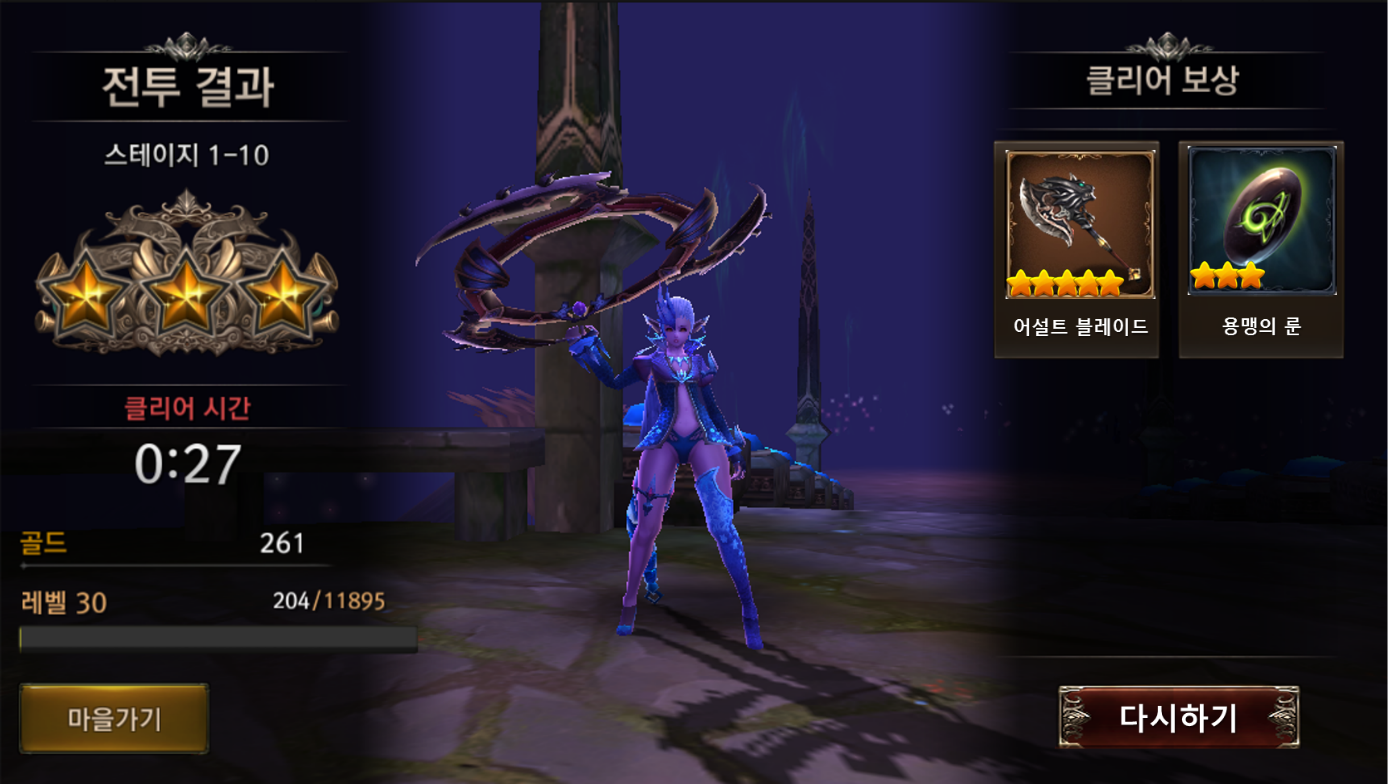 전투 결과
스테이지 1-10
클리어 시간
0:27
골드 261
레벨 30 204/11895
마을가기
클리어 보상
어설트 블레이드
용맹의 룬
다시하기